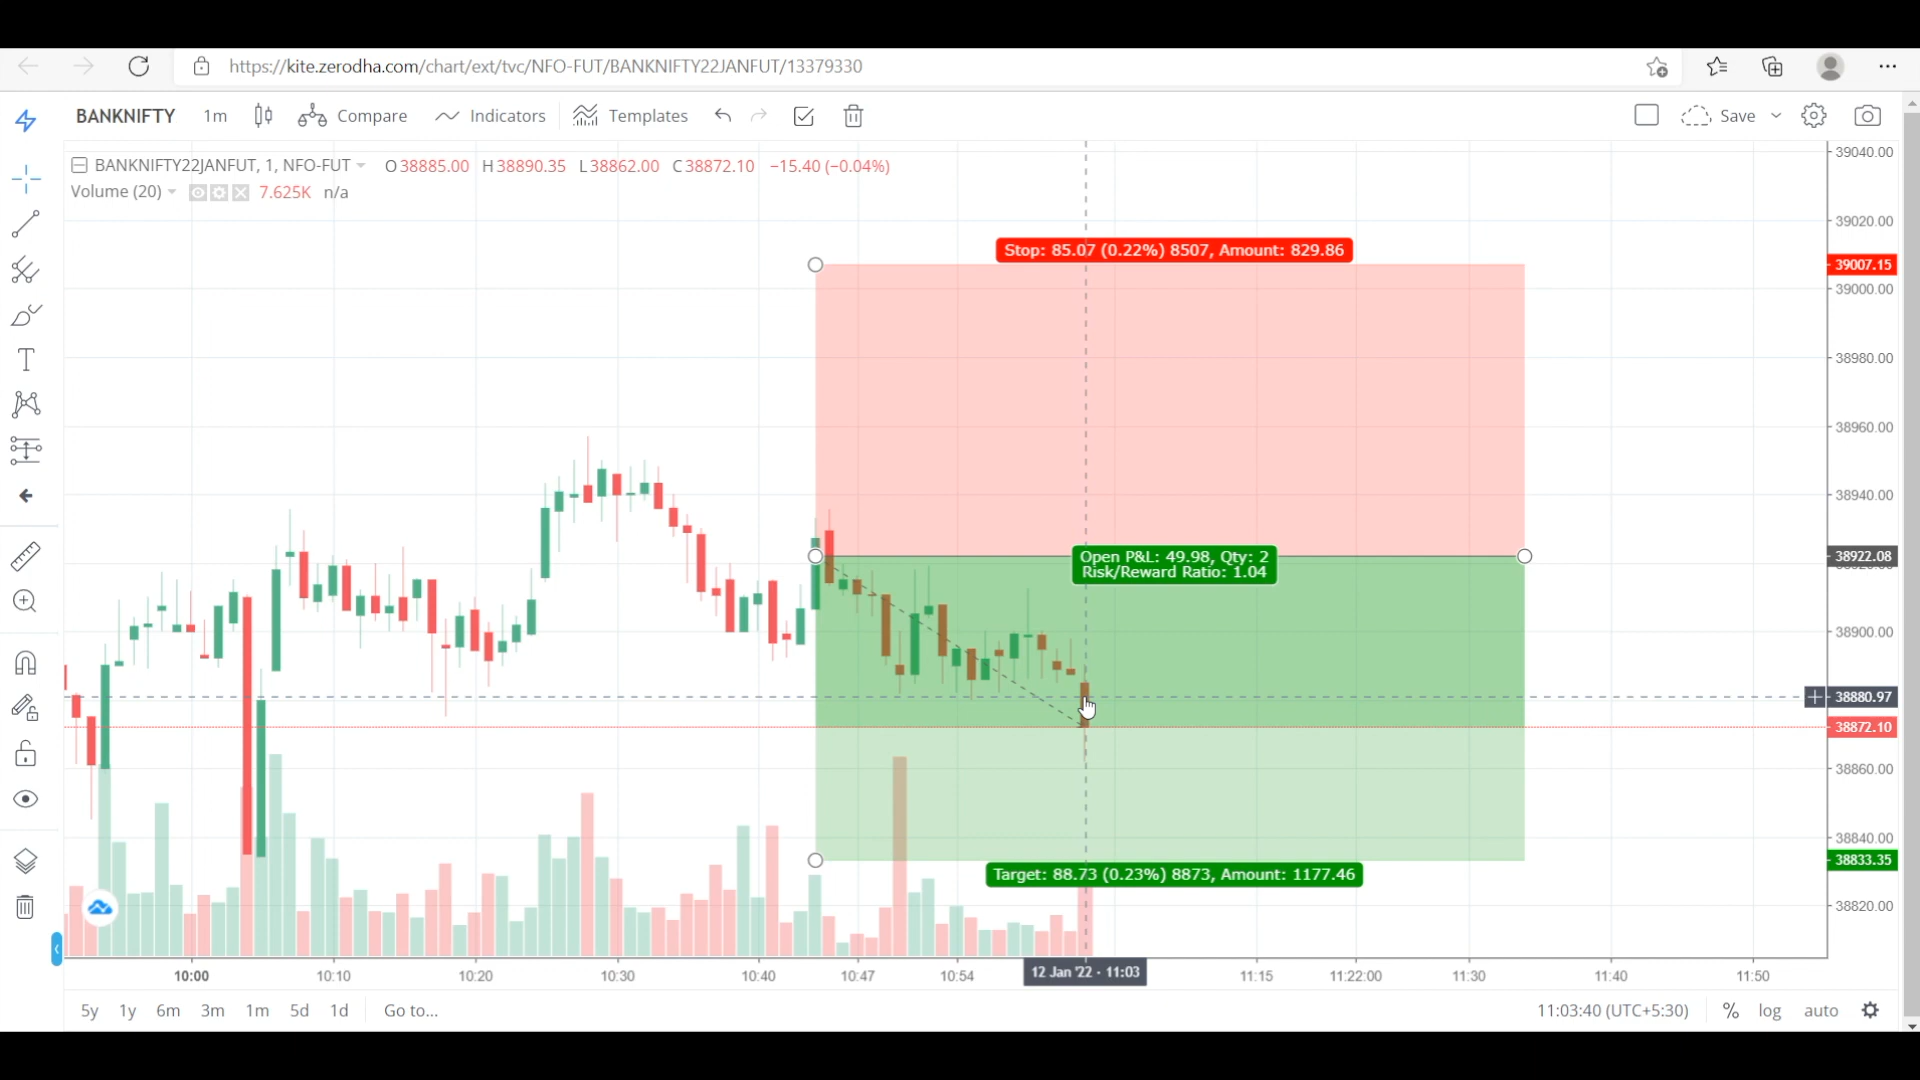 https://kite.zerodha.com/chart/ext/tvc/NFO-FUT/BANKNIFTY22JANFUT/13379330
BANKNIFTY 1m Compare Indicators Templates Save
BANKNIFTY22JANFUT, 1, NFO-FUT O38885.00 H38890.35 L38862.00 C38872.10 −15.40 (−0.04%)
Volume (20) 7.625K n/a
39040.00
39020.00
Stop: 85.07 (0.22%) 8507, Amount: 829.86
39007.15
39000.00
38980.00
38960.00
38940.00
Open P&L: 49.98, Qty: 2
Risk/Reward Ratio: 1.04
38922.08
38900.00
38880.97
38872.10
38860.00
38840.00
38833.35
Target: 88.73 (0.23%) 8873, Amount: 1177.46
38820.00
10:00 10:10 10:20 10:30 10:40 10:47 10:54 12 Jan '22 - 11:03 11:15 11:22:00 11:30 11:40 11:50
5y 1y 6m 3m 1m 5d 1d Go to... 11:03:40 (UTC+5:30) % log auto